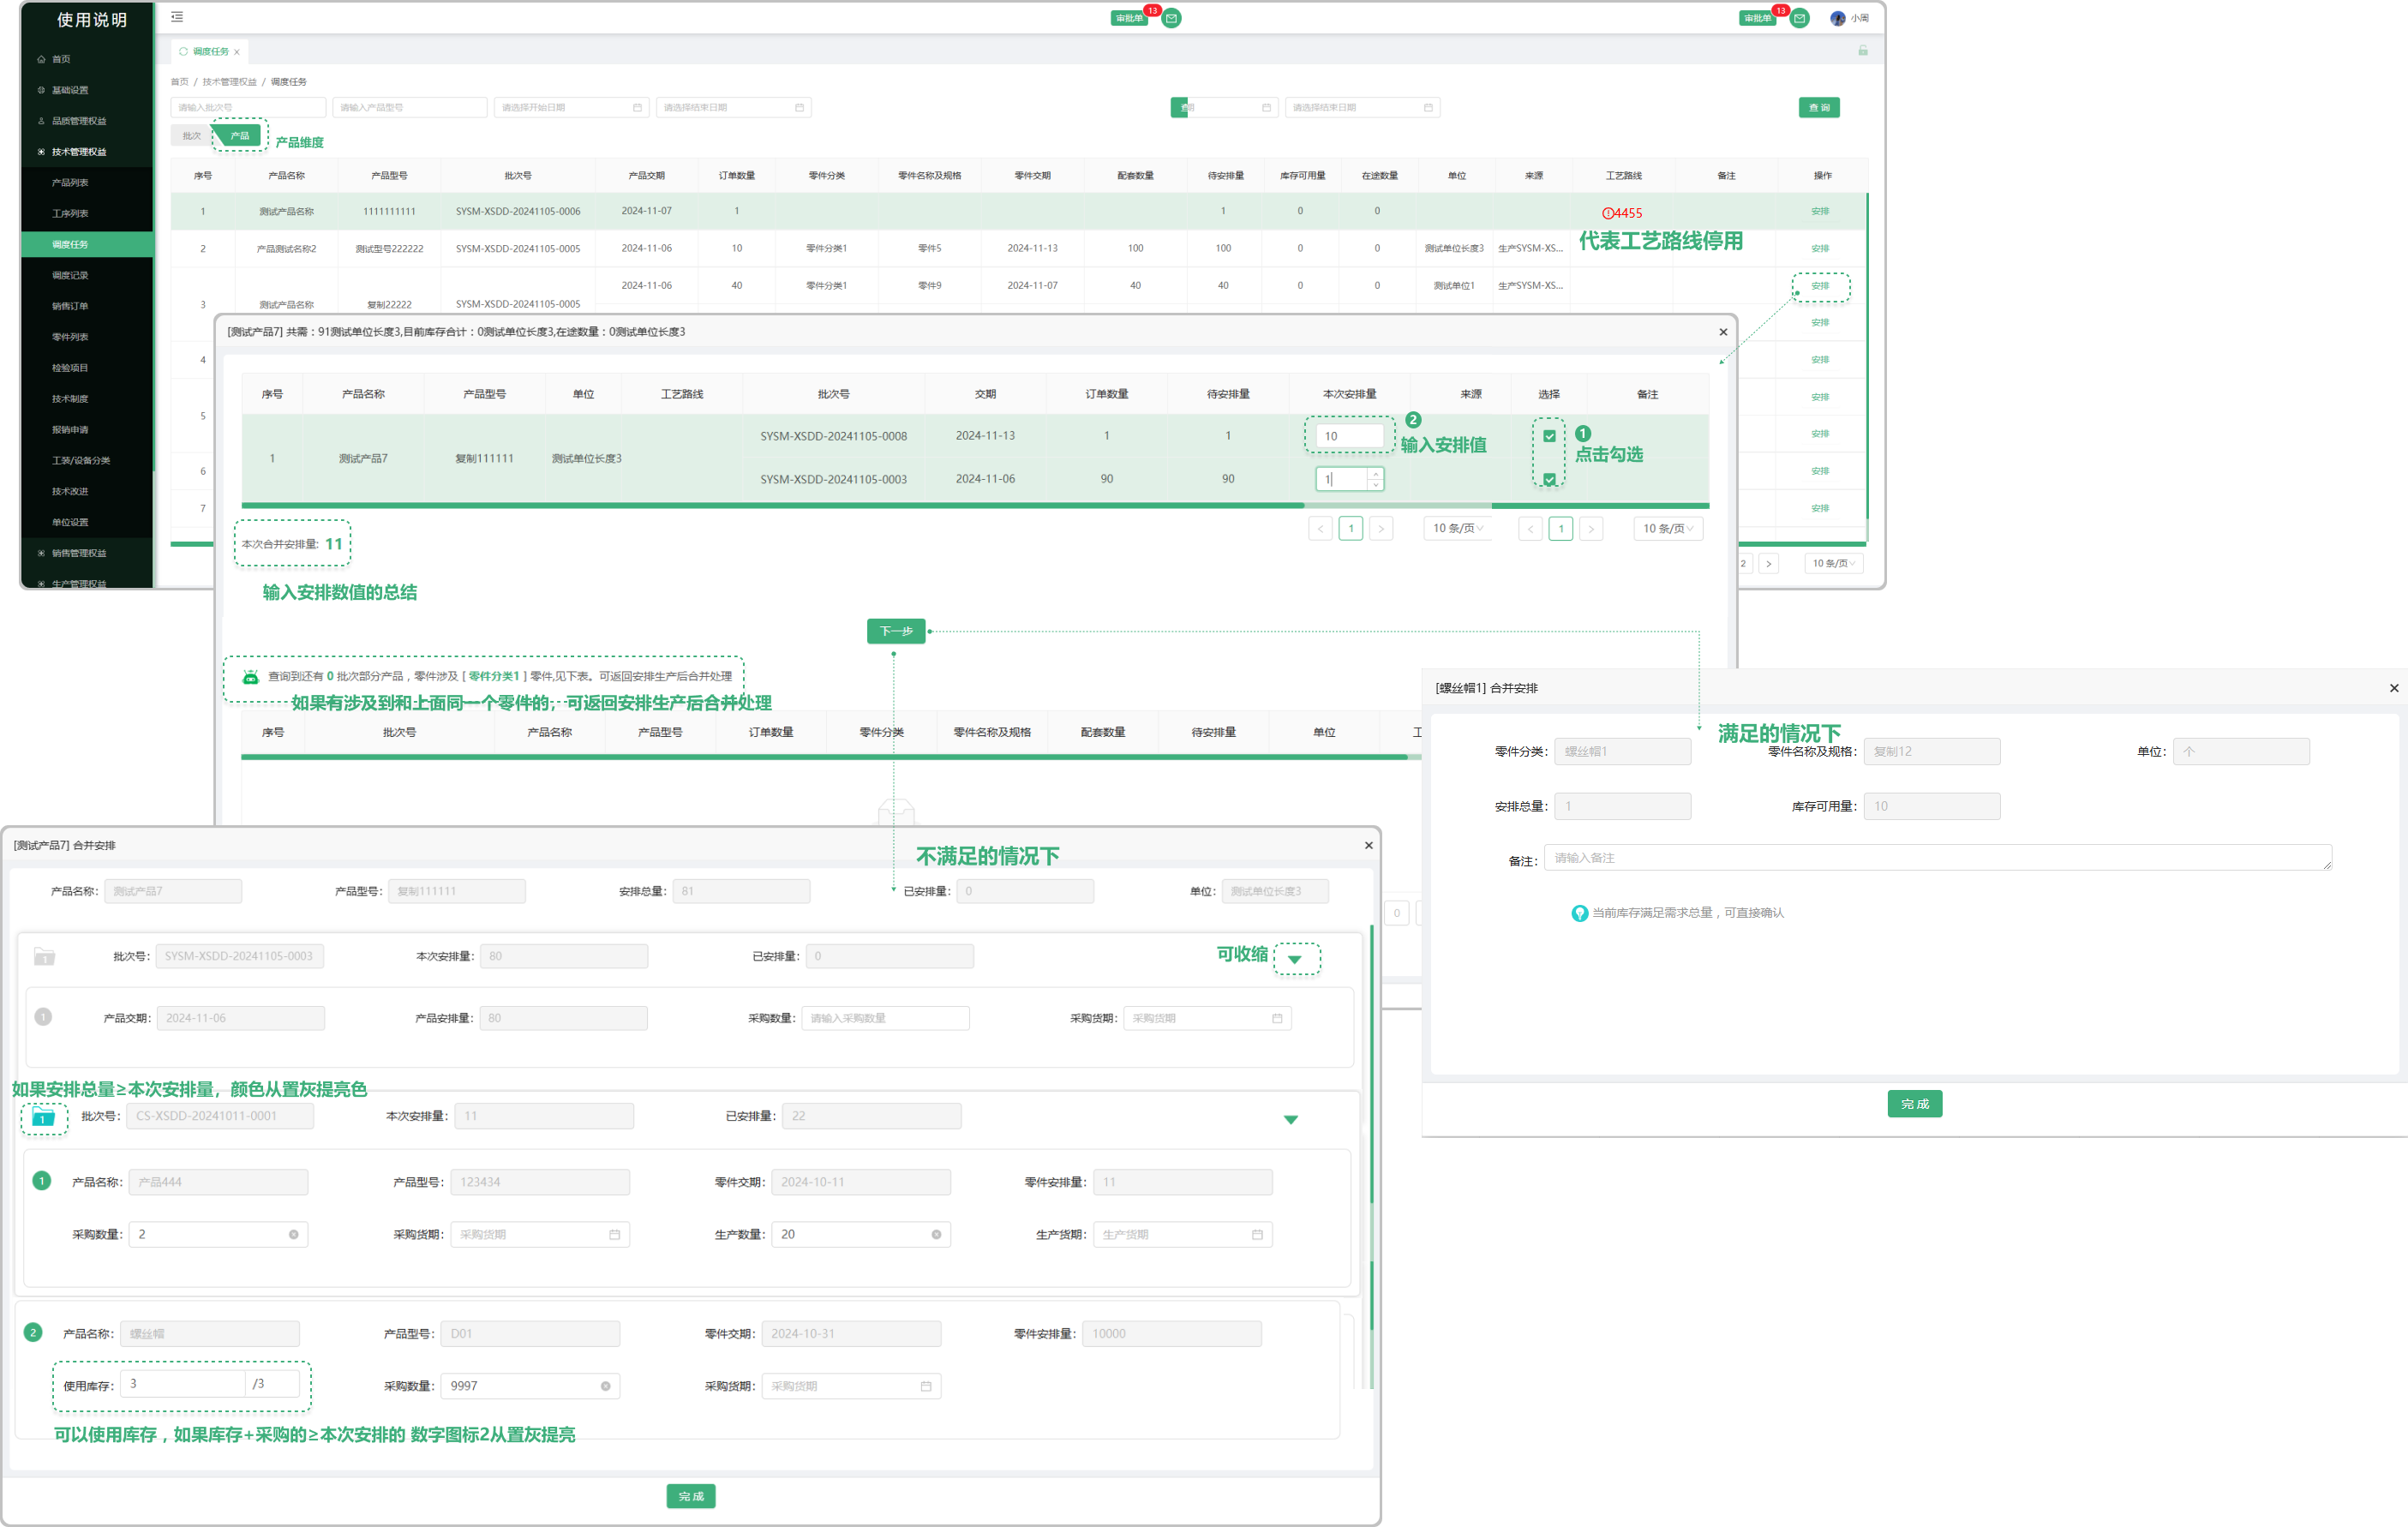 使用说明
审批单 13
审批单 13 小周
首页
基础设置
品质管理权益
技术管理权益
产品列表
工序列表
调度任务
调度记录
销售订单
零件列表
检验项目
技术制度
报销申请
工装/设备分类
技术改进
单位设置
销售管理权益
生产管理权益
调度任务 ×
首页 / 技术管理权益 / 调度任务
请输入批次号 请输入产品型号 请选择开始日期 请选择结束日期 请选择结束日期 查 询
批次 产品 产品维度
序号 产品名称 产品型号 批次号 产品交期 订单数量 零件分类 零件名称及规格 零件交期 配套数量 待安排量 库存可用量 在途数量 单位 来源 工艺路线 备注 操作
1 测试产品名称 1111111111 SYSM-XSDD-20241105-0006 2024-11-07 1 1 0 0 4455 安排
代表工艺路线停用
2 产品测试名称2 测试型号222222 SYSM-XSDD-20241105-0005 2024-11-06 10 零件分类1 零件5 2024-11-13 100 100 0 0 测试单位长度3 生产SYSM-XS... 安排
2024-11-06 40 零件分类1 零件9 2024-11-07 40 40 0 0 测试单位1 生产SYSM-XS... 安排
3 测试产品名称 复制22222 SYSM-XSDD-20241105-0005
安排
4 安排
安排
5
安排
6 安排
7 安排
2 > 10 条/页
[测试产品7] 共需：91测试单位长度3,目前库存合计：0测试单位长度3,在途数量：0测试单位长度3
序号 产品名称 产品型号 单位 工艺路线 批次号 交期 订单数量 待安排量 本次安排量 来源 选择 备注
1 测试产品7 复制111111 测试单位长度3
SYSM-XSDD-20241105-0008 2024-11-13 1 1 10
SYSM-XSDD-20241105-0003 2024-11-06 90 90 1
2 输入安排值
1 点击勾选
< 1 > 10 条/页 < 1 > 10 条/页
本次合并安排量: 11
输入安排数值的总结
下一步
查询到还有 0 批次部分产品，零件涉及 [ 零件分类1 ] 零件,见下表。可返回安排生产后合并处理
如果有涉及到和上面同一个零件的，可返回安排生产后合并处理
序号 批次号 产品名称 产品型号 订单数量 零件分类 零件名称及规格 配套数量 待安排量 单位 工
0
[螺丝帽1] 合并安排
满足的情况下
零件分类: 螺丝帽1 零件名称及规格: 复制12 单位: 个
安排总量: 1 库存可用量: 10
备注: 请输入备注
当前库存满足需求总量，可直接确认
完 成
[测试产品7] 合并安排
不满足的情况下
产品名称: 测试产品7 产品型号: 复制111111 安排总量: 81 已安排量: 0 单位: 测试单位长度3
1 批次号: SYSM-XSDD-20241105-0003 本次安排量: 80 已安排量: 0 可收缩
1 产品交期: 2024-11-06 产品安排量: 80 采购数量: 请输入采购数量 采购货期: 采购货期
如果安排总量≥本次安排量，颜色从置灰提亮色
1 批次号: CS-XSDD-20241011-0001 本次安排量: 11 已安排量: 22
1 产品名称: 产品444 产品型号: 123434 零件交期: 2024-10-11 零件安排量: 11
采购数量: 2 采购货期: 采购货期 生产数量: 20 生产货期: 生产货期
2 产品名称: 螺丝帽 产品型号: D01 零件交期: 2024-10-31 零件安排量: 10000
使用库存: 3 /3 采购数量: 9997 采购货期: 采购货期
可以使用库存，如果库存+采购的≥本次安排的 数字图标2从置灰提亮
完 成